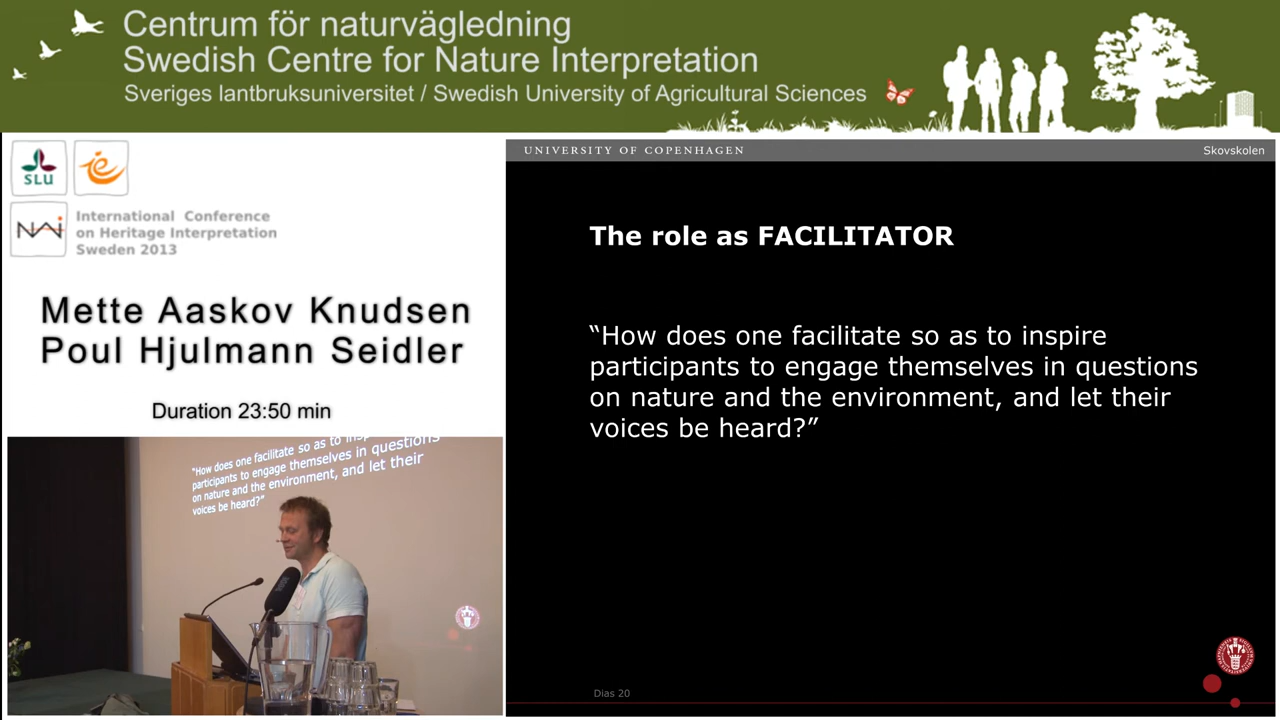 Centrum för naturvägledning
Swedish Centre for Nature Interpretation
Sveriges lantbruksuniversitet / Swedish University of Agricultural Sciences
SLU
NAI
International Conference
on Heritage Interpretation
Sweden 2013
Mette Aaskov Knudsen
Poul Hjulmann Seidler
Duration 23:50 min
"How does one facilitate so as to insp
participants to engage themselves in questions
on nature and the environment, and let their
voices be heard?"
UNIVERSITY OF COPENHAGEN
Skovskolen
The role as FACILITATOR
“How does one facilitate so as to inspire
participants to engage themselves in questions
on nature and the environment, and let their
voices be heard?”
Dias 20